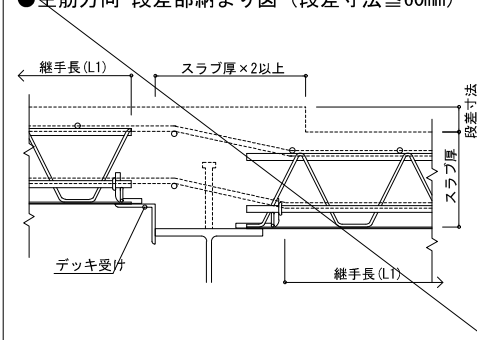 ●主筋方向 段差部納まり図 (段差寸法≦60mm)
継手長(L1)
スラブ厚×2以上
段差寸法
スラブ厚
デッキ受け
継手長(L1)